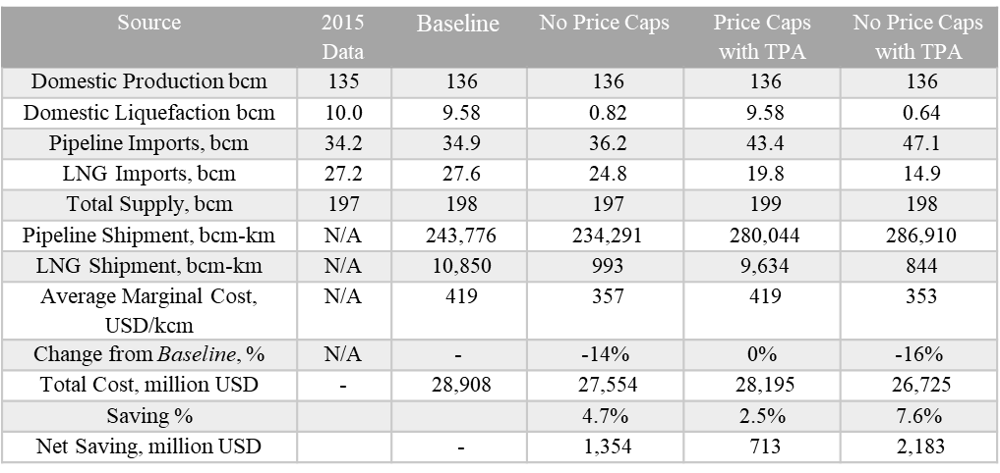 Source 2015 Data Baseline No Price Caps Price Caps with TPA No Price Caps with TPA
Domestic Production bcm 135 136 136 136 136
Domestic Liquefaction bcm 10.0 9.58 0.82 9.58 0.64
Pipeline Imports, bcm 34.2 34.9 36.2 43.4 47.1
LNG Imports, bcm 27.2 27.6 24.8 19.8 14.9
Total Supply, bcm 197 198 197 199 198
Pipeline Shipment, bcm-km N/A 243,776 234,291 280,044 286,910
LNG Shipment, bcm-km N/A 10,850 993 9,634 844
Average Marginal Cost, USD/kcm N/A 419 357 419 353
Change from Baseline, % N/A - -14% 0% -16%
Total Cost, million USD - 28,908 27,554 28,195 26,725
Saving % 4.7% 2.5% 7.6%
Net Saving, million USD - 1,354 713 2,183